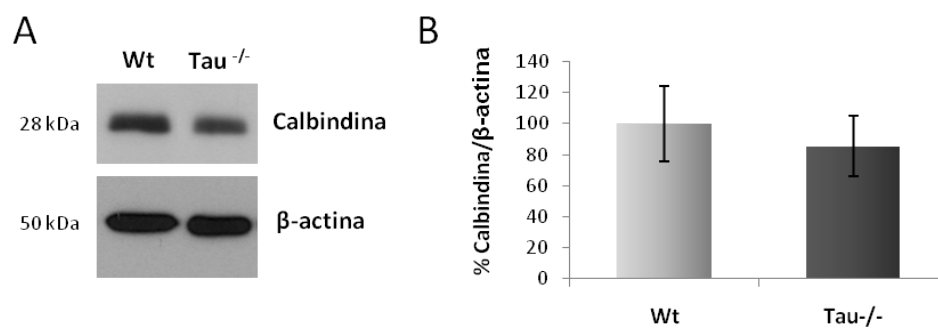 A
Wt Tau -/-
28 kDa Calbindina
50 kDa β-actina
B
% Calbindina/β-actina
140
120
100
80
60
40
20
0
Wt Tau-/-